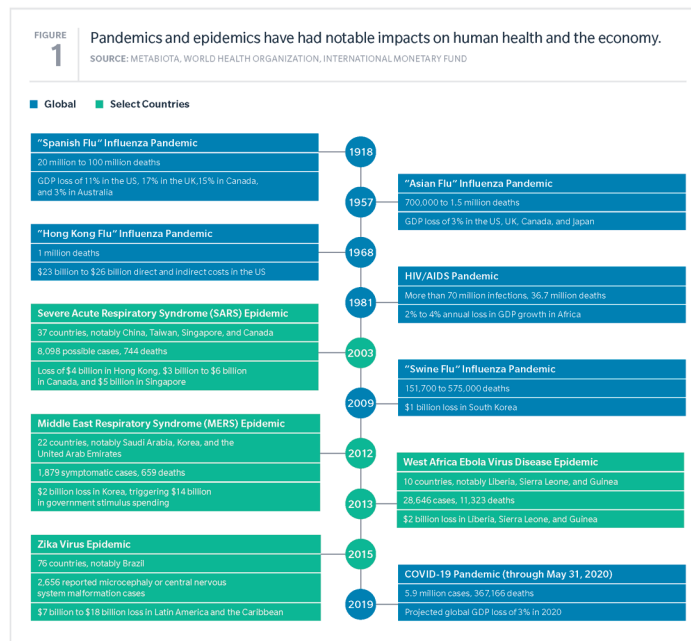 FIGURE
1
Pandemics and epidemics have had notable impacts on human health and the economy.
SOURCE: METABIOTA, WORLD HEALTH ORGANIZATION, INTERNATIONAL MONETARY FUND
Global
Select Countries
1918
"Spanish Flu" Influenza Pandemic
20 million to 100 million deaths
GDP loss of 11% in the US, 17% in the UK,15% in Canada,
and 3% in Australia
1957
"Asian Flu" Influenza Pandemic
700,000 to 1.5 million deaths
GDP loss of 3% in the US, UK, Canada, and Japan
1968
"Hong Kong Flu" Influenza Pandemic
1 million deaths
$23 billion to $26 billion direct and indirect costs in the US
1981
HIV/AIDS Pandemic
More than 70 million infections, 36.7 million deaths
2% to 4% annual loss in GDP growth in Africa
2003
Severe Acute Respiratory Syndrome (SARS) Epidemic
37 countries, notably China, Taiwan, Singapore, and Canada
8,098 possible cases, 744 deaths
Loss of $4 billion in Hong Kong, $3 billion to $6 billion
in Canada, and $5 billion in Singapore
2009
"Swine Flu" Influenza Pandemic
151,700 to 575,000 deaths
$1 billion loss in South Korea
2012
Middle East Respiratory Syndrome (MERS) Epidemic
22 countries, notably Saudi Arabia, Korea, and the
United Arab Emirates
1,879 symptomatic cases, 659 deaths
$2 billion loss in Korea, triggering $14 billion
in government stimulus spending
2013
West Africa Ebola Virus Disease Epidemic
10 countries, notably Liberia, Sierra Leone, and Guinea
28,646 cases, 11,323 deaths
$2 billion loss in Liberia, Sierra Leone, and Guinea
2015
Zika Virus Epidemic
76 countries, notably Brazil
2,656 reported microcephaly or central nervous
system malformation cases
$7 billion to $18 billion loss in Latin America and the Caribbean
2019
COVID-19 Pandemic (through May 31, 2020)
5.9 million cases, 367,166 deaths
Projected global GDP loss of 3% in 2020